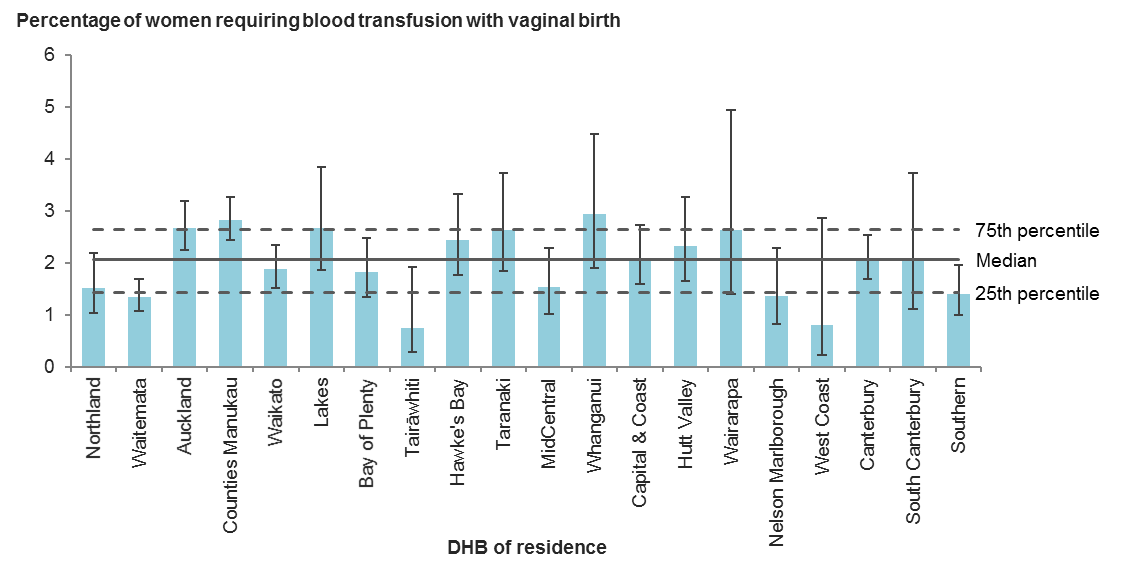 Percentage of women requiring blood transfusion with vaginal birth
6
5
4
3
2
1
0
75th percentile
Median
25th percentile
Northland
Waitemata
Auckland
Counties Manukau
Waikato
Lakes
Bay of Plenty
Tairāwhiti
Hawke's Bay
Taranaki
MidCentral
Whanganui
Capital & Coast
Hutt Valley
Wairarapa
Nelson Marlborough
West Coast
Canterbury
South Canterbury
Southern
DHB of residence